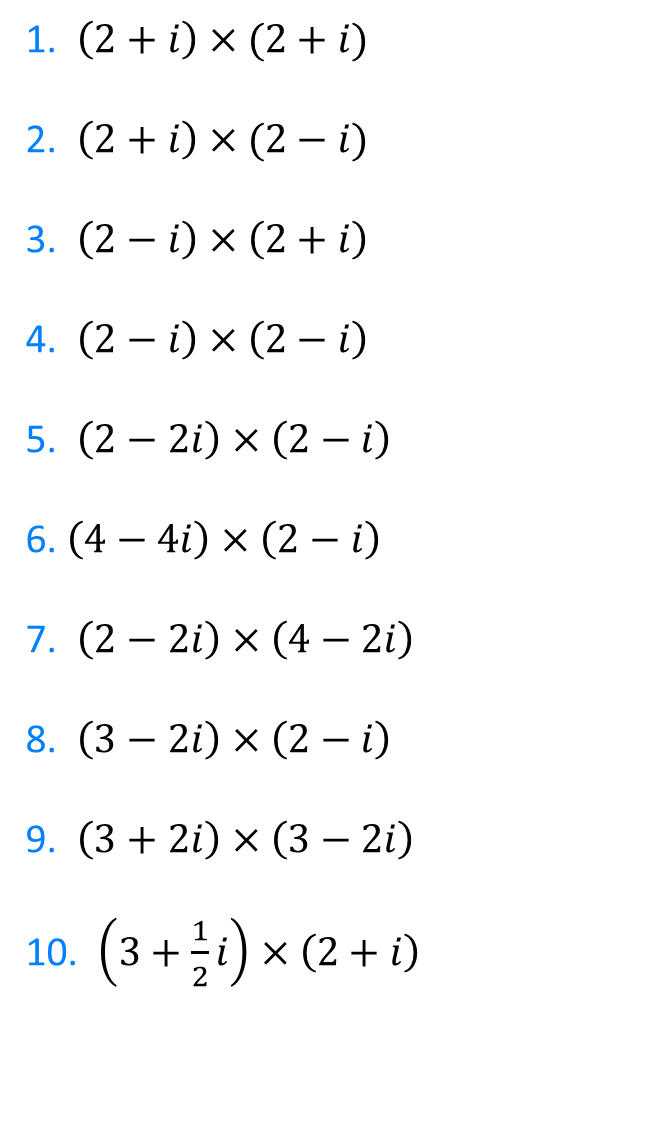 1. (2 + i) × (2 + i)
2. (2 − i) × (2 − i)
3. (2 − i) × (2 + i)
4. (2 − i) × (2 − i)
5. (2 − 2i) × (2 − i)
6. (4 − 4i) × (2 − i)
7. (2 − 2i) × (4 − 2i)
8. (3 − 2i) × (2 − i)
9. (3 + 2i) × (3 − 2i)
10. (3 + 1/2 i) × (2 + i)